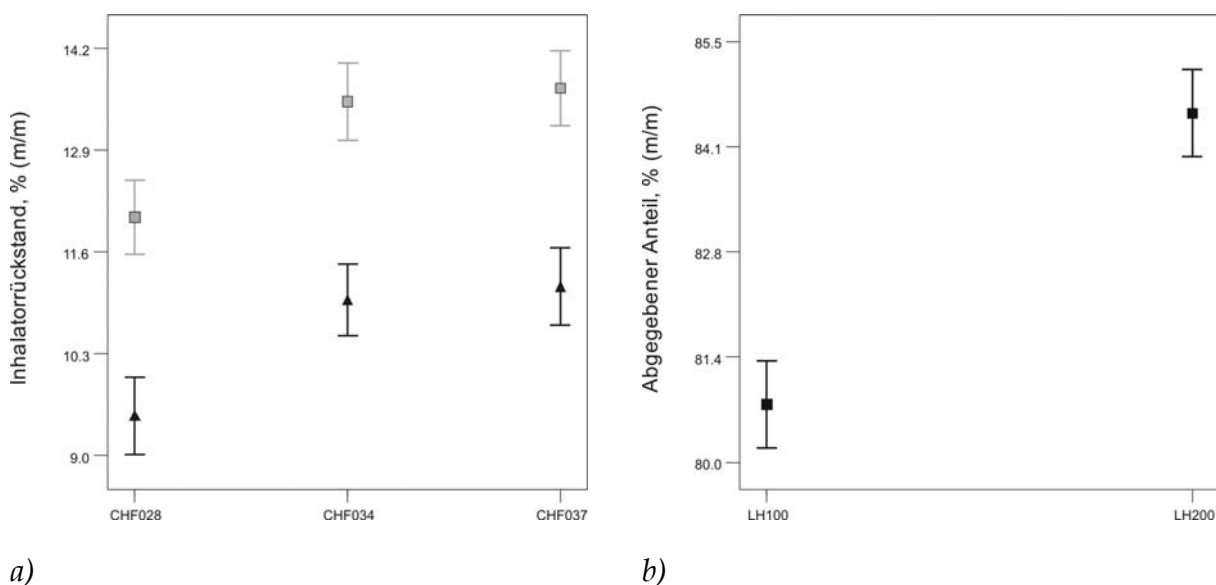 Inhalatorrückstand, % (m/m)
14.2
12.9
11.6
10.3
9.0
CHF028
CHF034
CHF037
a)
Abgegebener Anteil, % (m/m)
85.5
84.1
82.8
81.4
80.0
LH100
LH200
b)